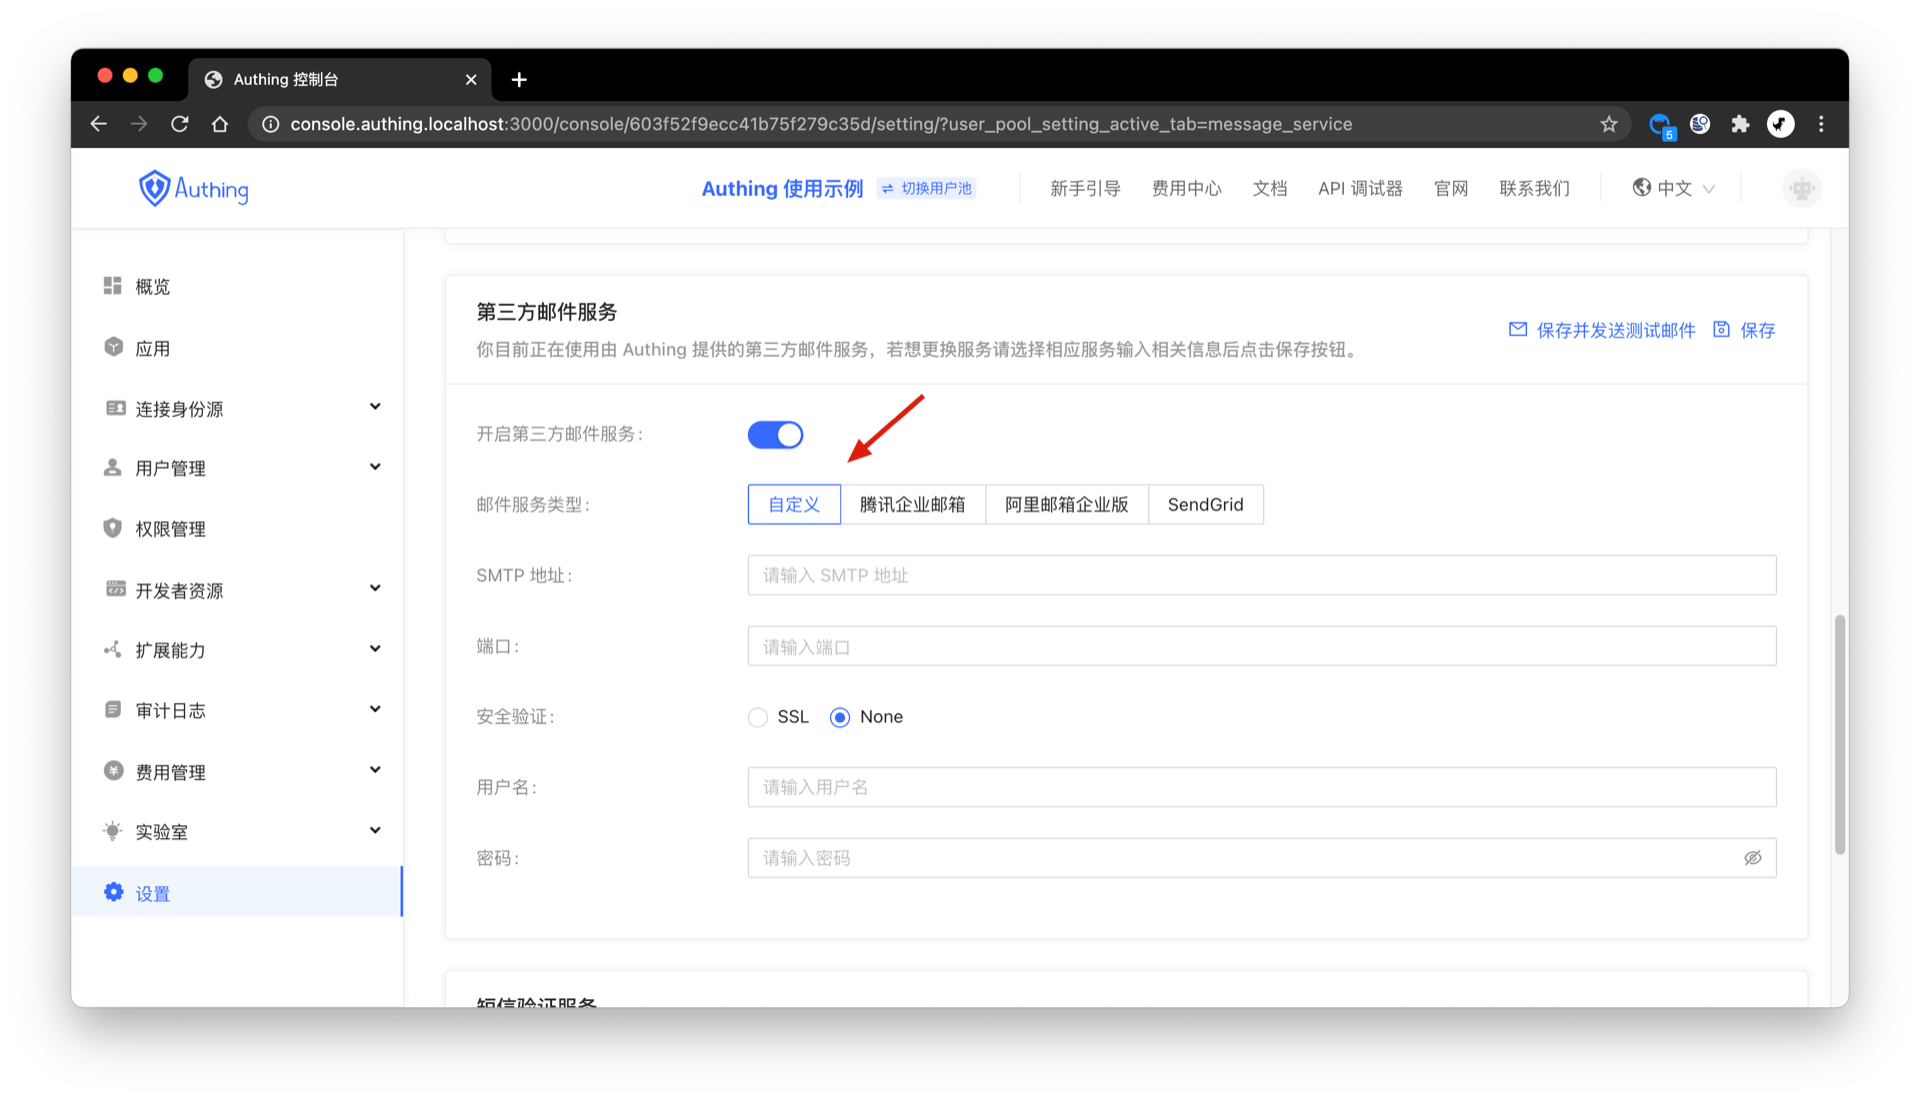 Authing 控制台
console.authing.localhost:3000/console/603f52f9ecc41b75f279c35d/setting/?user_pool_setting_active_tab=message_service
5
Authing
Authing 使用示例
切换用户池
新手引导
费用中心
文档
API 调试器
官网
联系我们
中文
概览
应用
连接身份源
用户管理
权限管理
开发者资源
扩展能力
审计日志
费用管理
实验室
设置
第三方邮件服务
你目前正在使用由 Authing 提供的第三方邮件服务，若想更换服务请选择相应服务输入相关信息后点击保存按钮。
保存并发送测试邮件
保存
开启第三方邮件服务：
邮件服务类型：
自定义
腾讯企业邮箱
阿里邮箱企业版
SendGrid
SMTP 地址：
请输入 SMTP 地址
端口：
请输入端口
安全验证：
SSL
None
用户名：
请输入用户名
密码：
请输入密码
短信验证服务